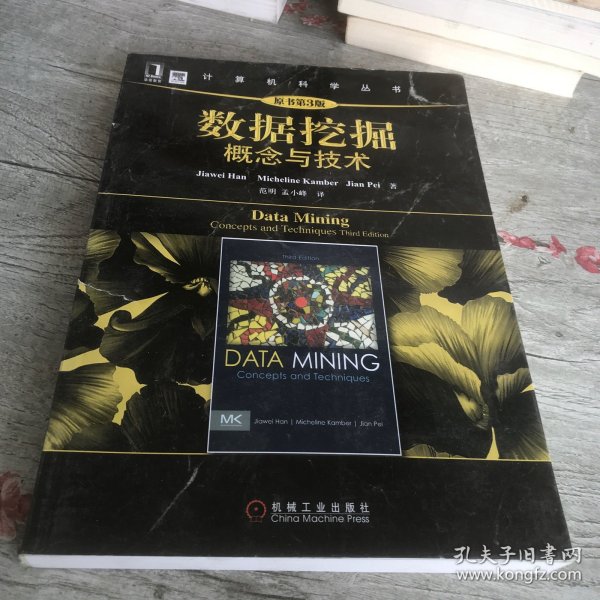 计算机科学丛书
原书第3版
数据挖掘
概念与技术
Jiawei Han Micheline Kamber Jian Pei 著
范明 孟小峰 译
Data Mining
Concepts and Techniques Third Edition
Third Edition
DATA MINING
Concepts and Techniques
MK
Jiawei Han | Micheline Kamber | Jian Pei
机械工业出版社
China Machine Press
孔夫子旧书网
www.kongfz.com